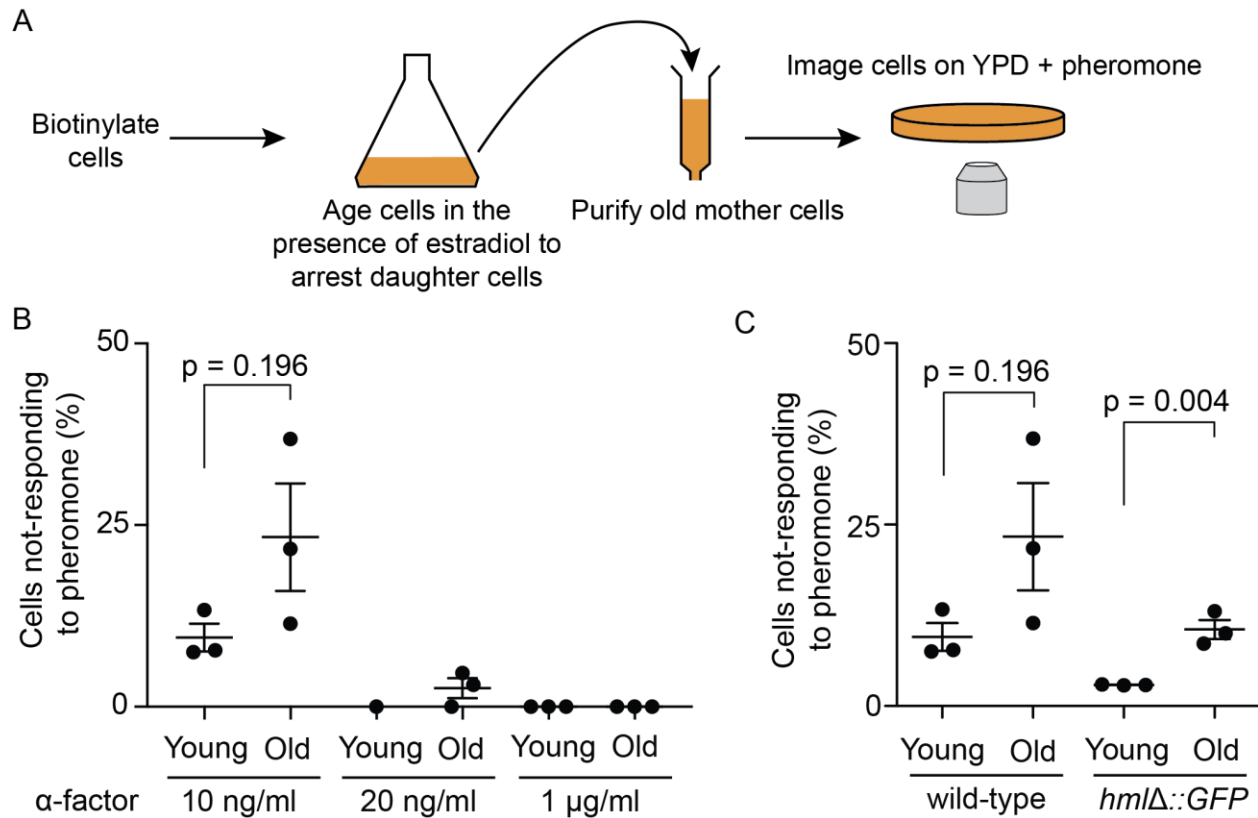 A
Biotinylate
cells
Age cells in the
presence of estradiol to
arrest daughter cells
Purify old mother cells
Image cells on YPD + pheromone
B
Cells not-responding
to pheromone (%)
50
25
0
p = 0.196
Young Old Young Old Young Old
α-factor 10 ng/ml 20 ng/ml 1 µg/ml
C
Cells not-responding
to pheromone (%)
50
25
0
p = 0.196
p = 0.004
Young Old Young Old
wild-type hmlΔ::GFP